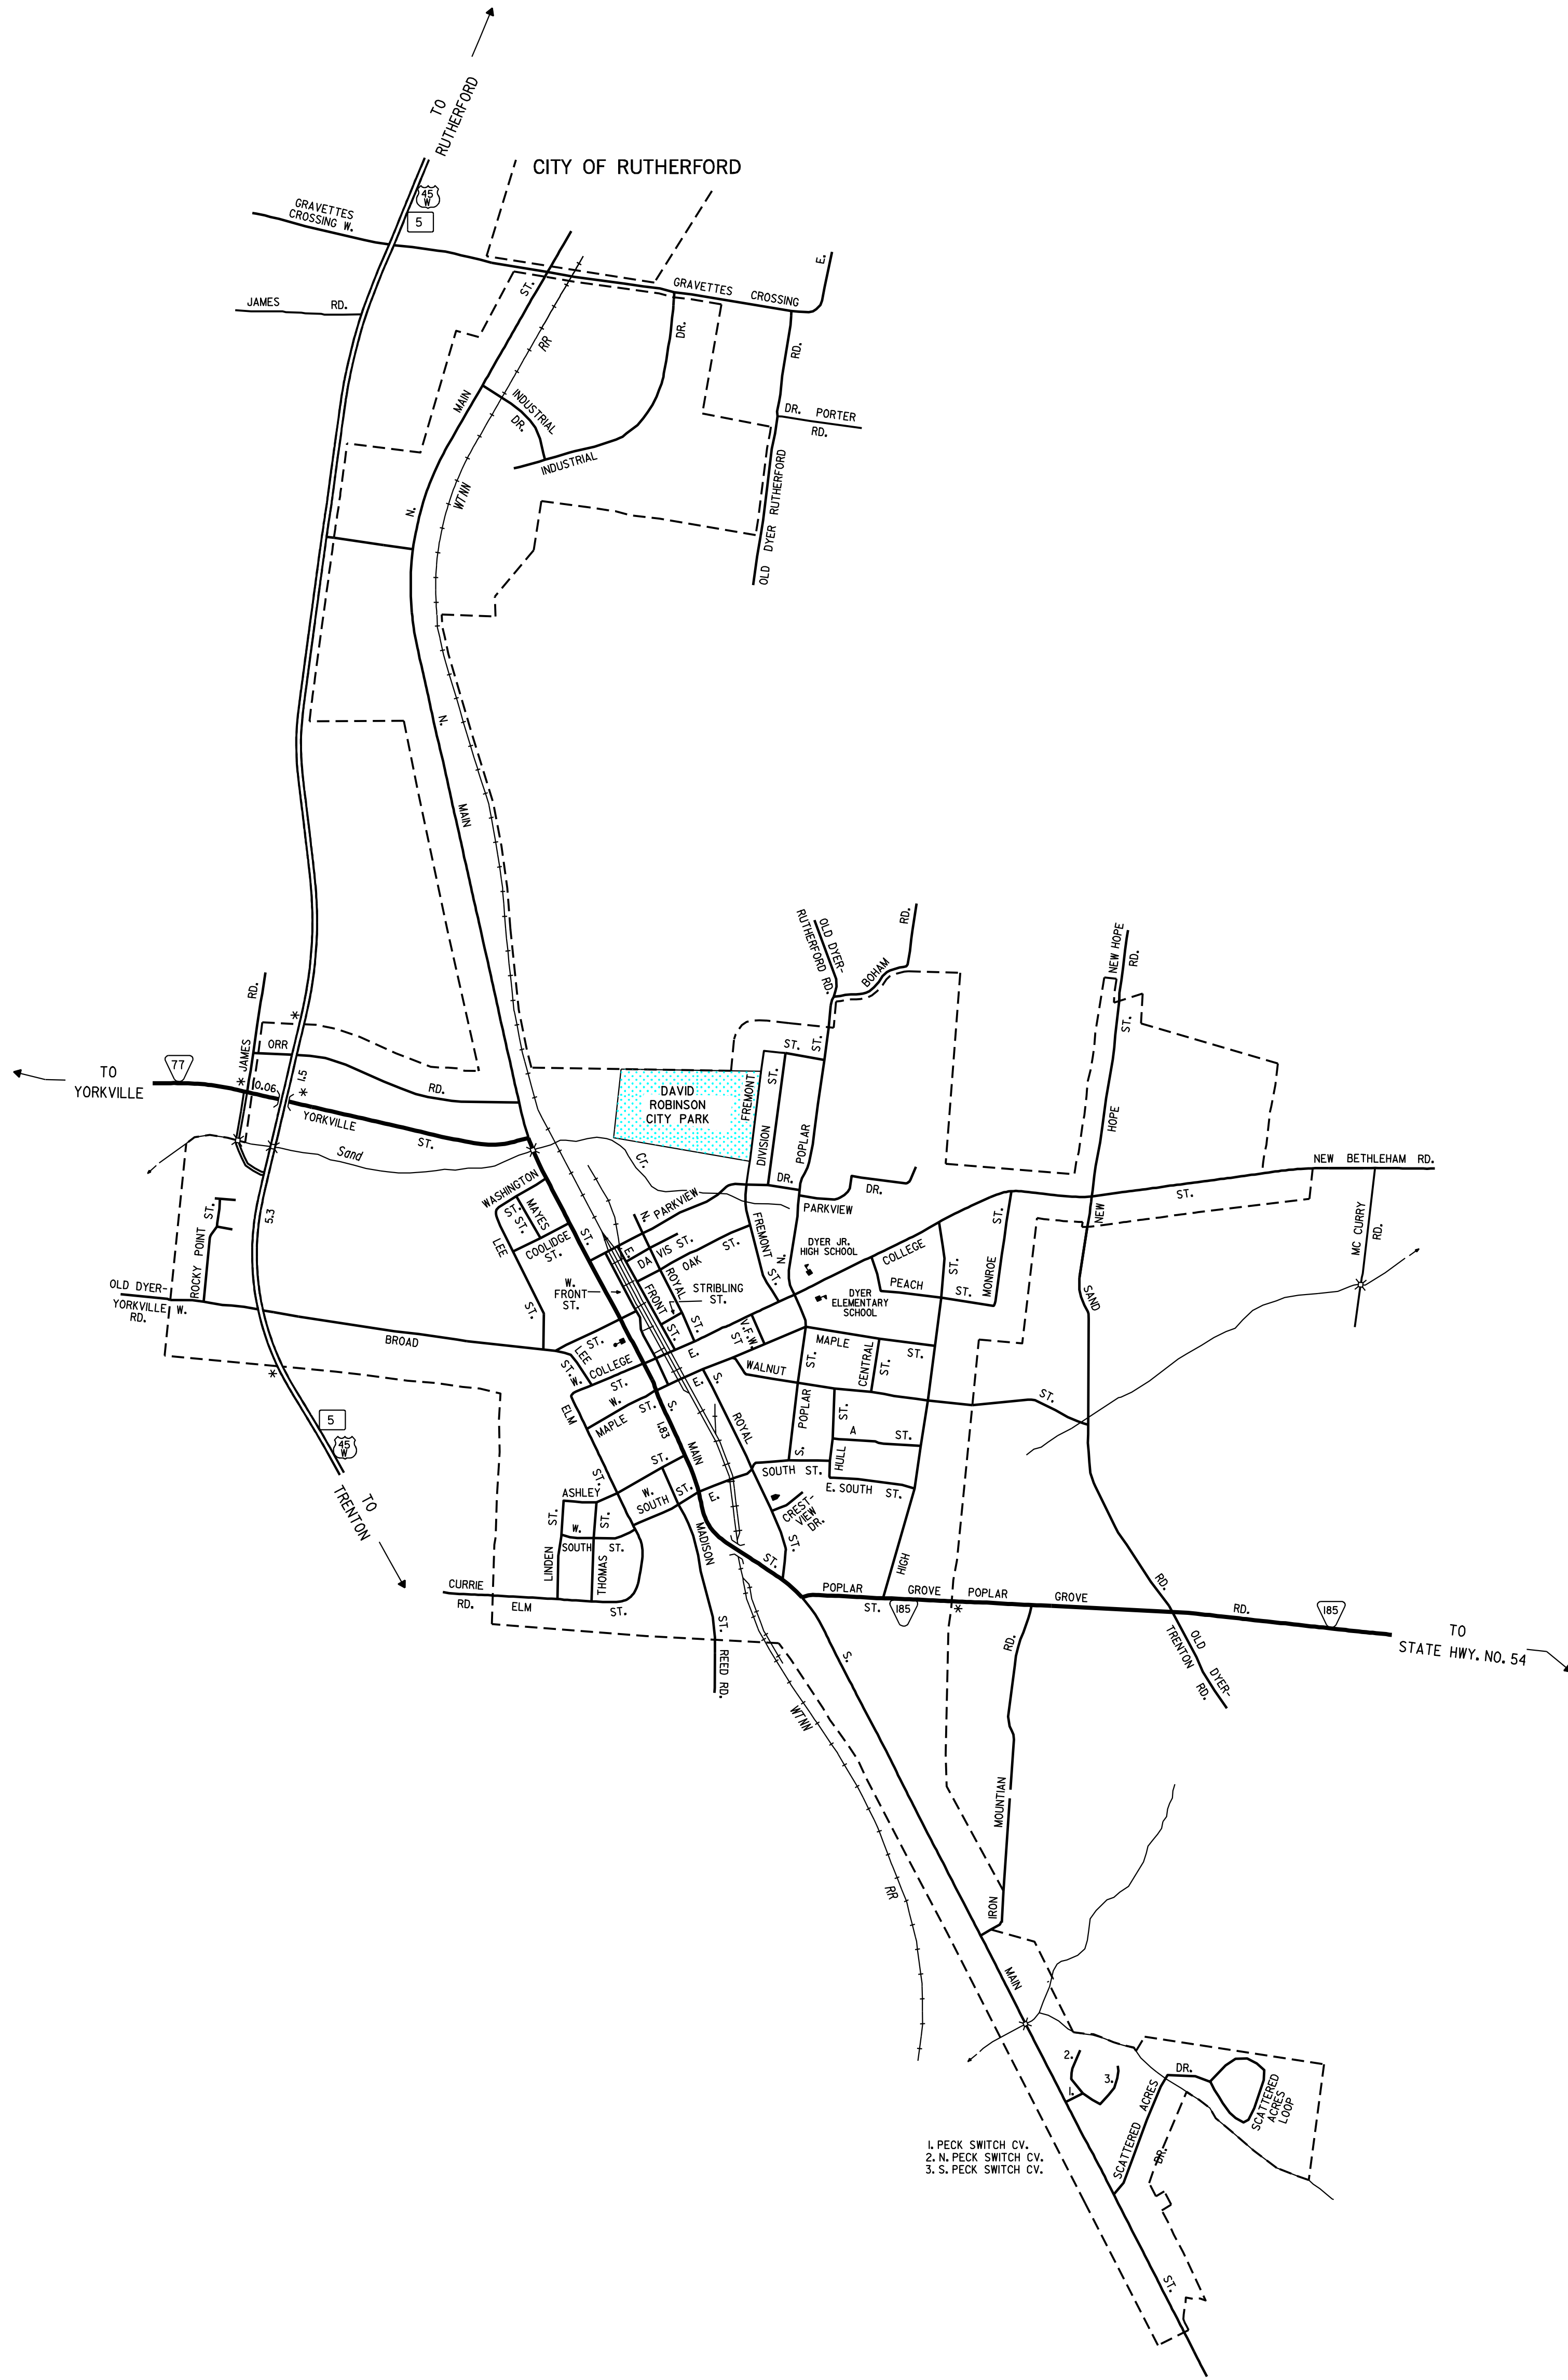 TO
RUTHERFORD
CITY OF RUTHERFORD
45
W
5
GRAVETTES
CROSSING W.
JAMES RD.
ST.
RR
GRAVETTES CROSSING
E.
DR.
RD.
MAIN
INDUSTRIAL
DR.
INDUSTRIAL
DR. PORTER
RD.
OLD DYER RUTHERFORD
N.
WTNN
N.
MAIN
OLD DYER-
RUTHERFORD RD.
BOHAM
RD.
NEW HOPE
RD.
ST.
HOPE
NEW
RD.
JAMES
ORR
RD.
77
TO
YORKVILLE
0.06
1.5
YORKVILLE
ST.
Sand
Cr.
DAVID
ROBINSON
CITY PARK
FREMONT
ST.
ST.
ST.
DIVISION
POPLAR
DR.
DR.
PARKVIEW
NEW BETHLEHAM RD.
ST.
MC CURRY
RD.
WASHINGTON
ST.
ST.
MAYES
LEE
COOLIDGE
ST.
ST.
N.
PARKVIEW
E.
DA VIS ST.
ROYAL
OAK
ST.
FREMONT
ST.
N.
DYER JR.
HIGH SCHOOL
COLLEGE
PEACH
ST.
ST.
MONROE
ST.
DYER
ELEMENTARY
SCHOOL
SAND
5.3
ROCKY POINT
ST.
OLD DYER-
YORKVILLE W.
RD.
BROAD
ST.
W.
FRONT
ST.
FRONT
ST.
STRIBLING
ST.
ST.
V.F.W.
ST
LEE
ST.
ST.
W.
COLLEGE
ST.
E.
MAPLE
ST.
CENTRAL
ST.
WALNUT
ST.
ST.
ELM
W.
MAPLE
ST.
S.
E.
S.
1.83
MAIN
ROYAL
POPLAR
S.
ST.
A ST.
HULL
SOUTH ST.
E. SOUTH ST.
ST.
ST.
ASHLEY
W.
SOUTH
ST.
E.
CREST-
VIEW
DR.
ST.
ST.
ST.
W.
SOUTH ST.
LINDEN
THOMAS
MADISON
ST.
HIGH
5
45
W
TO
TRENTON
CURRIE
RD.
ELM
ST.
ST.
REED RD.
POPLAR
ST.
GROVE
185
POPLAR GROVE
RD.
185
TO
STATE HWY. NO. 54
RD.
OLD DYER-
TRENTON RD.
S.
RD.
WTNN
MOUNTIAN
RR
IRON
MAIN
2.
3.
1.
DR.
SCATTERED ACRES
DR.
SCATTERED
ACRES
LOOP
1. PECK SWITCH CV.
2. N. PECK SWITCH CV.
3. S. PECK SWITCH CV.
ST.